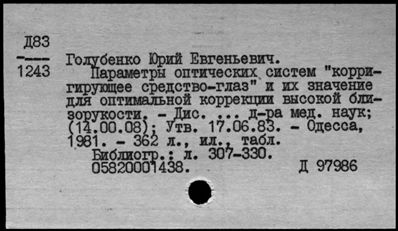 Д83
1243
Голубенко Юрий Евгеньевич.
Параметры оптических систем "корри-
гирующее средство-глаз" и их значение
для оптимальной коррекции высокой бли-
зорукости. - Дис. ... д-ра мед. наук;
(14.00.08); Утв. 17.06.83. - Одесса,
1981. - 362 л., ил., табл.
Библиогр.: л. 307-330.
05820001438. Д 97986